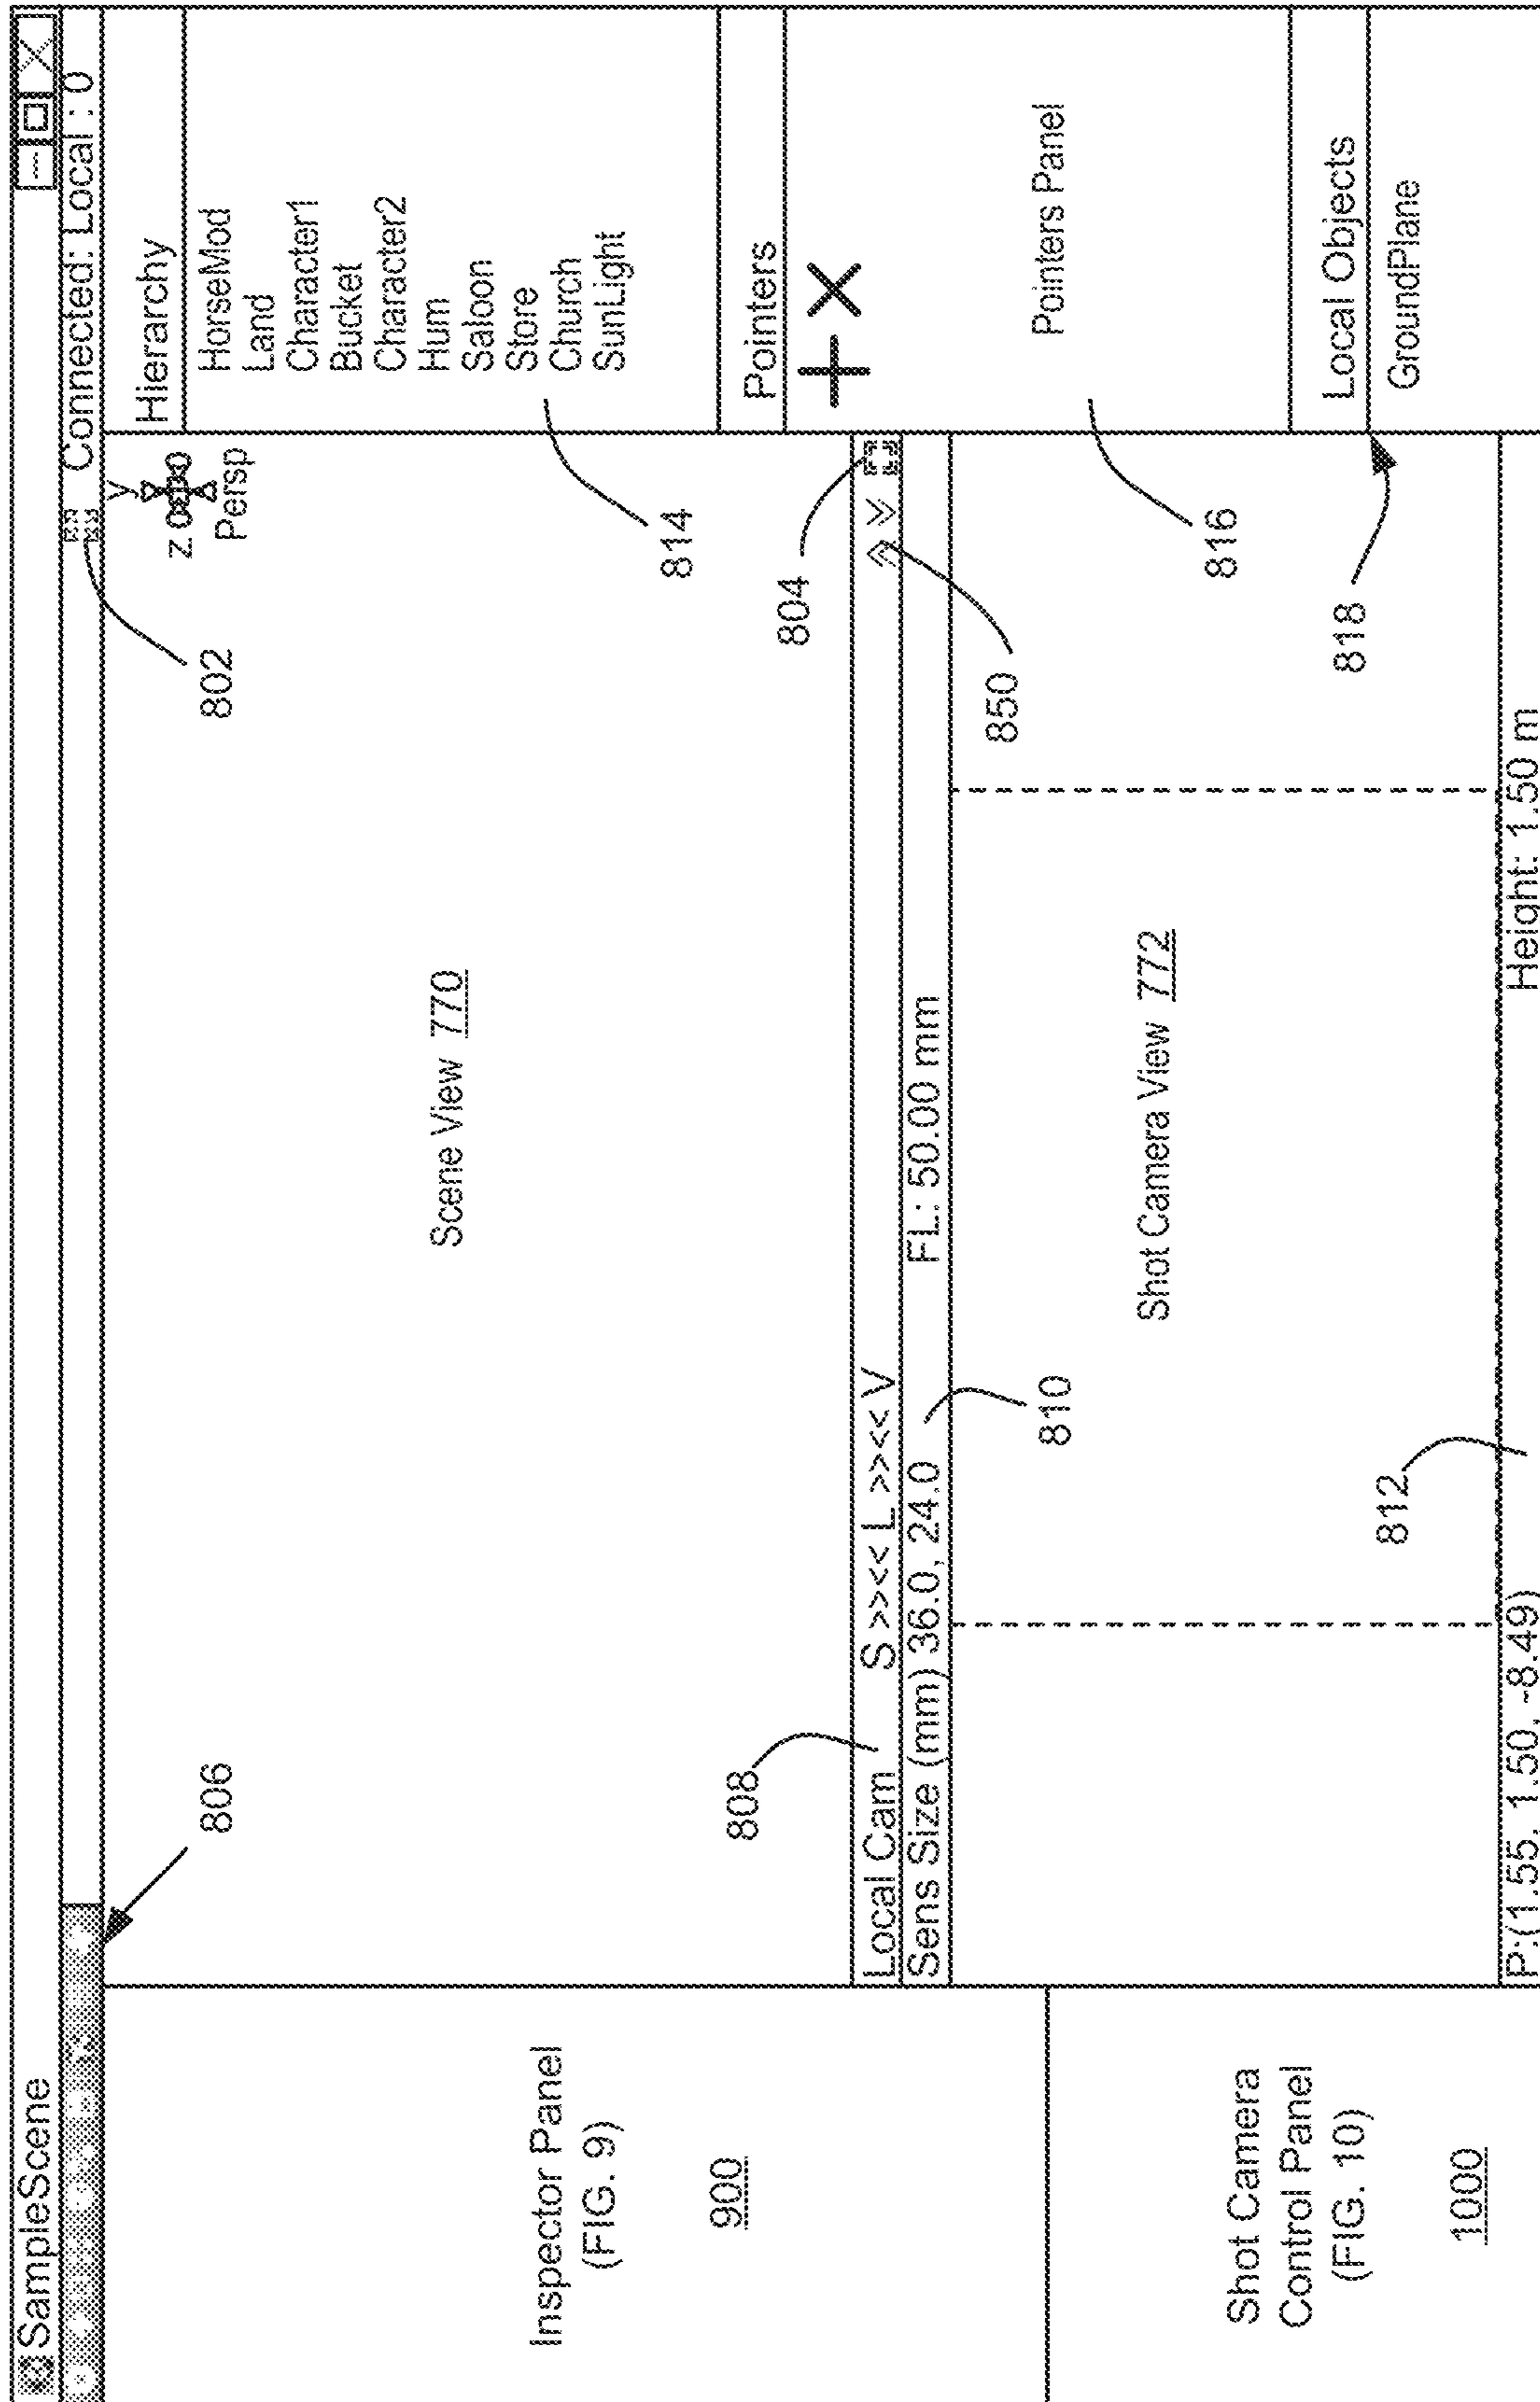 SampleScene
Connected: Local : 0
806
802
y
z
Persp
Inspector Panel
(FIG. 9)
900
Scene View 770
Hierarchy
HorseMod
Land
Character1
Bucket
Character2
Hum
Saloon
Store
Church
SunLight
814
808
804
Local Cam S >><< L >><< V
850
Sens Size (mm) 36.0, 24.0 FL: 50.00 mm
810
Pointers
Pointers Panel
816
Shot Camera
Control Panel
(FIG. 10)
1000
Shot Camera View 772
812
818
Local Objects
GroundPlane
P:(1.55, 1.50, -8.49) Height: 1.50 m